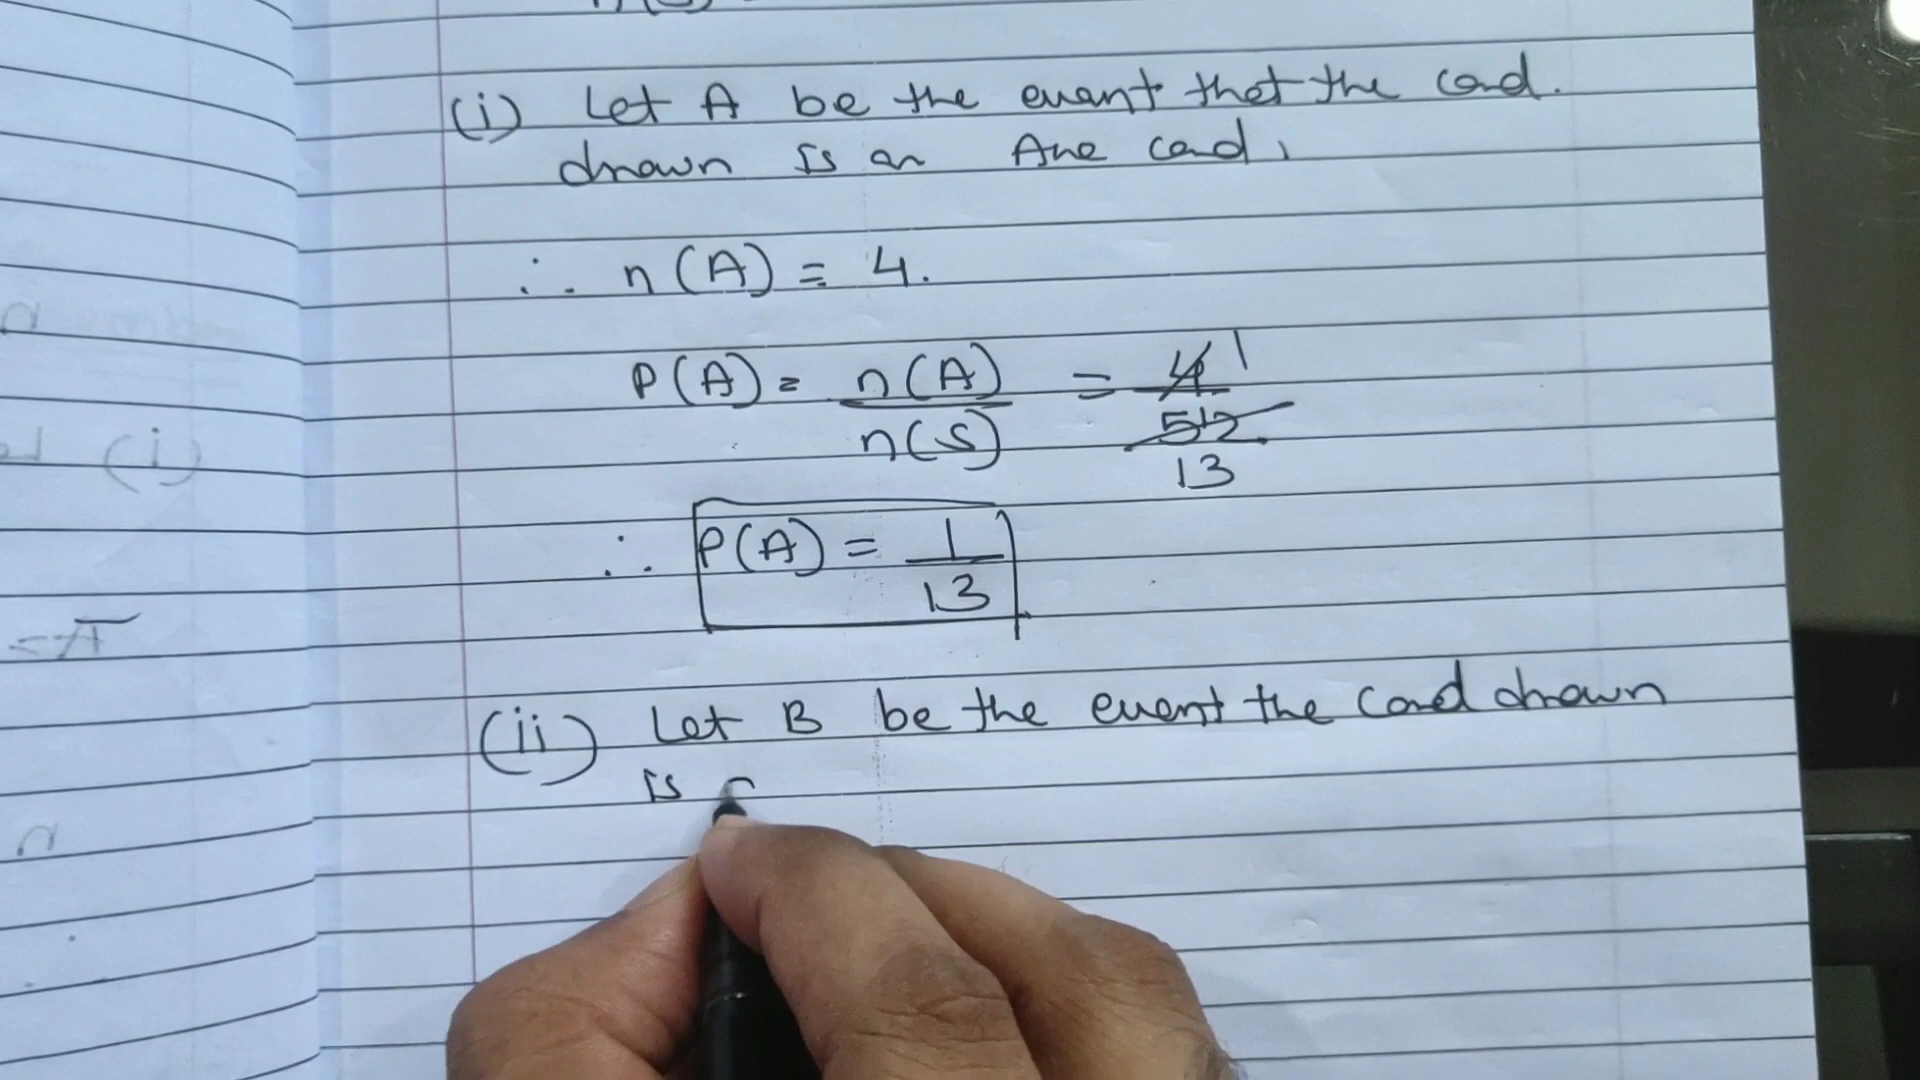 n(S)
(i) Let A be the event that the card.
drawn is an Ace card,
∴ n(A) = 4.
P(A) = n(A) / n(S) = 4 1 / 52 13
∴ P(A) = 1 / 13
(ii) Let B be the event the card drawn
is